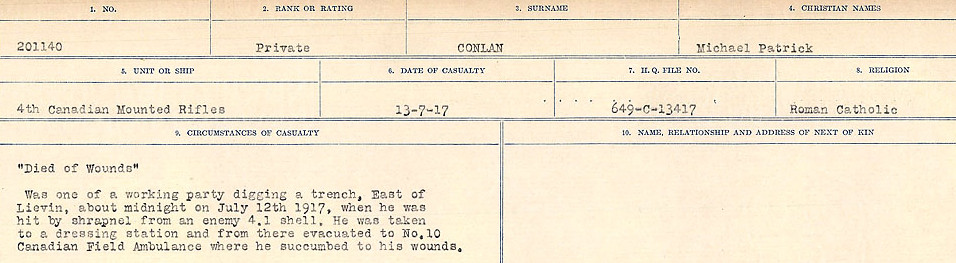 1. NO. 2. RANK OR RATING 3. SURNAME 4. CHRISTIAN NAMES
201140 Private CONLAN Michael Patrick
5. UNIT OR SHIP 6. DATE OF CASUALTY 7. H. Q. FILE NO. 8. RELIGION
4th Canadian Mounted Rifles 13-7-17 649-C-13417 Roman Catholic
9. CIRCUMSTANCES OF CASUALTY 10. NAME, RELATIONSHIP AND ADDRESS OF NEXT OF KIN
"Died of Wounds"
Was one of a working party digging a trench, East of
Lievin, about midnight on July 12th 1917, when he was
hit by shrapnel from an enemy 4.1 shell. He was taken
to a dressing station and from there evacuated to No.10
Canadian Field Ambulance where he succumbed to his wounds.